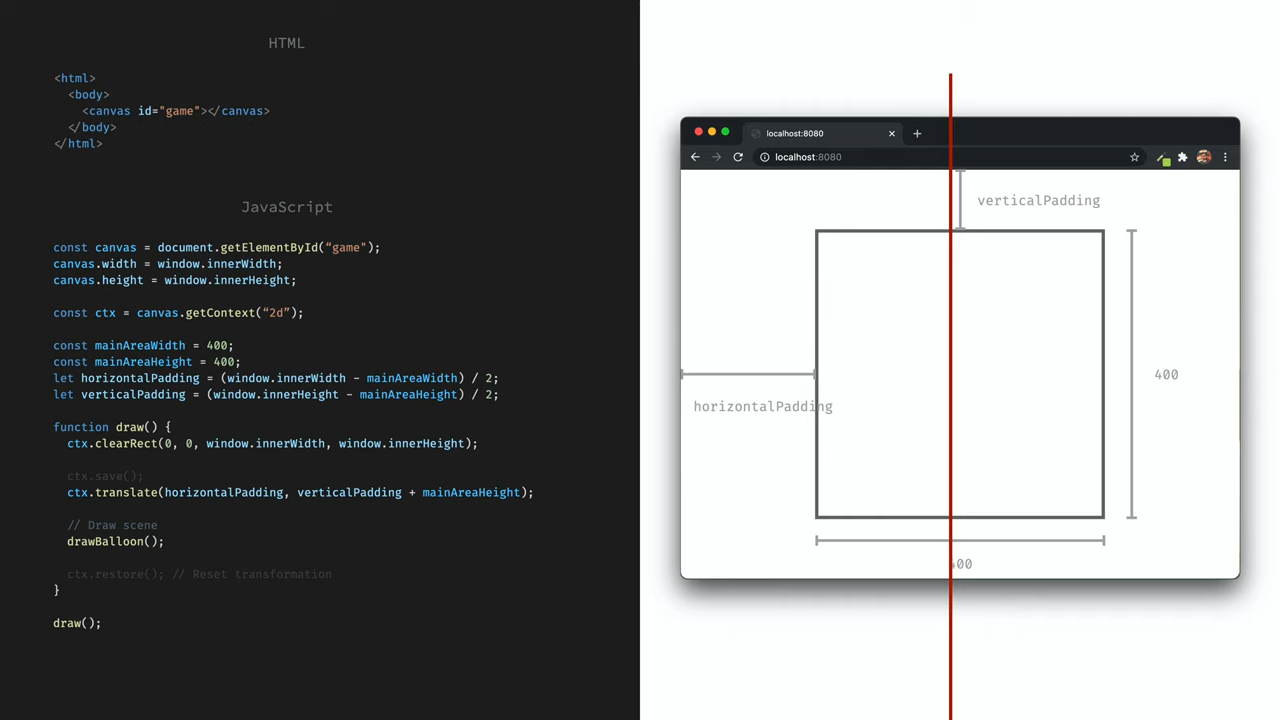 HTML
<html>
<body>
<canvas id="game"></canvas>
</body>
</html>
JavaScript
const canvas = document.getElementById(“game");
canvas.width = window.innerWidth;
canvas.height = window.innerHeight;
const ctx = canvas.getContext(“2d”);
const mainAreaWidth = 400;
const mainAreaHeight = 400;
let horizontalPadding = (window.innerWidth - mainAreaWidth) / 2;
let verticalPadding = (window.innerHeight - mainAreaHeight) / 2;
function draw() {
ctx.clearRect(0, 0, window.innerWidth, window.innerHeight);
ctx.save();
ctx.translate(horizontalPadding, verticalPadding + mainAreaHeight);
// Draw scene
drawBalloon();
ctx.restore(); // Reset transformation
}
draw();
localhost:8080
localhost:8080
verticalPadding
400
horizontalPadding
400